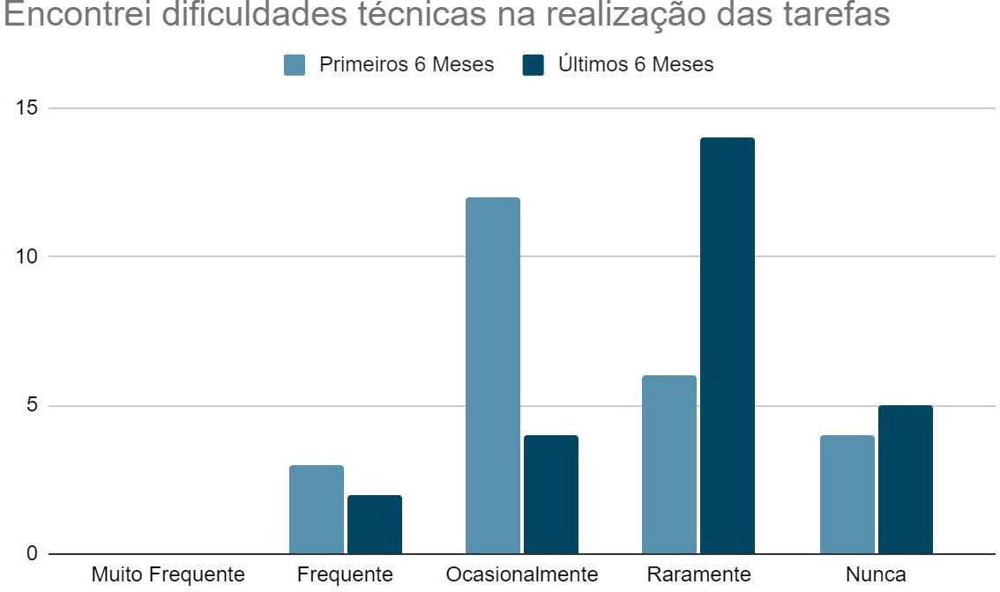 Encontrei dificuldades técnicas na realização das tarefas
Primeiros 6 Meses Últimos 6 Meses
15
10
5
0
Muito Frequente Frequente Ocasionalmente Raramente Nunca